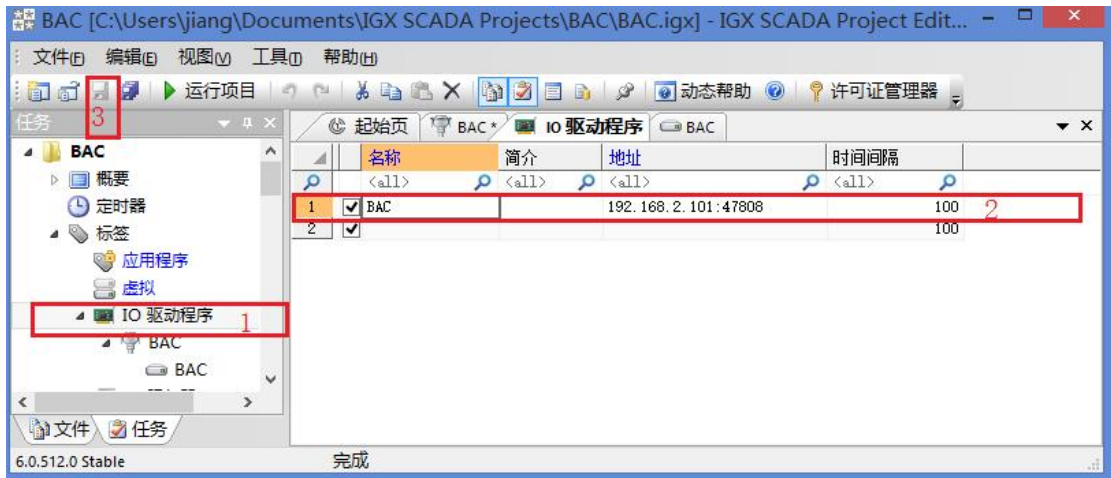 BAC [C:\Users\jiang\Documents\IGX SCADA Projects\BAC\BAC.igx] - IGX SCADA Project Edit...
文件(F) 编辑(E) 视图(V) 工具(T) 帮助(H)
运行项目 动态帮助 许可证管理器
任务 3
起始页 BAC* IO 驱动程序 BAC
BAC
概要
定时器
标签
应用程序
虚拟
IO 驱动程序 1
BAC
BAC
名称 简介 地址 时间间隔
<all> <all> <all> <all>
1 BAC 192.168.2.101:47808 100 2
2 100
文件 任务
6.0.512.0 Stable 完成